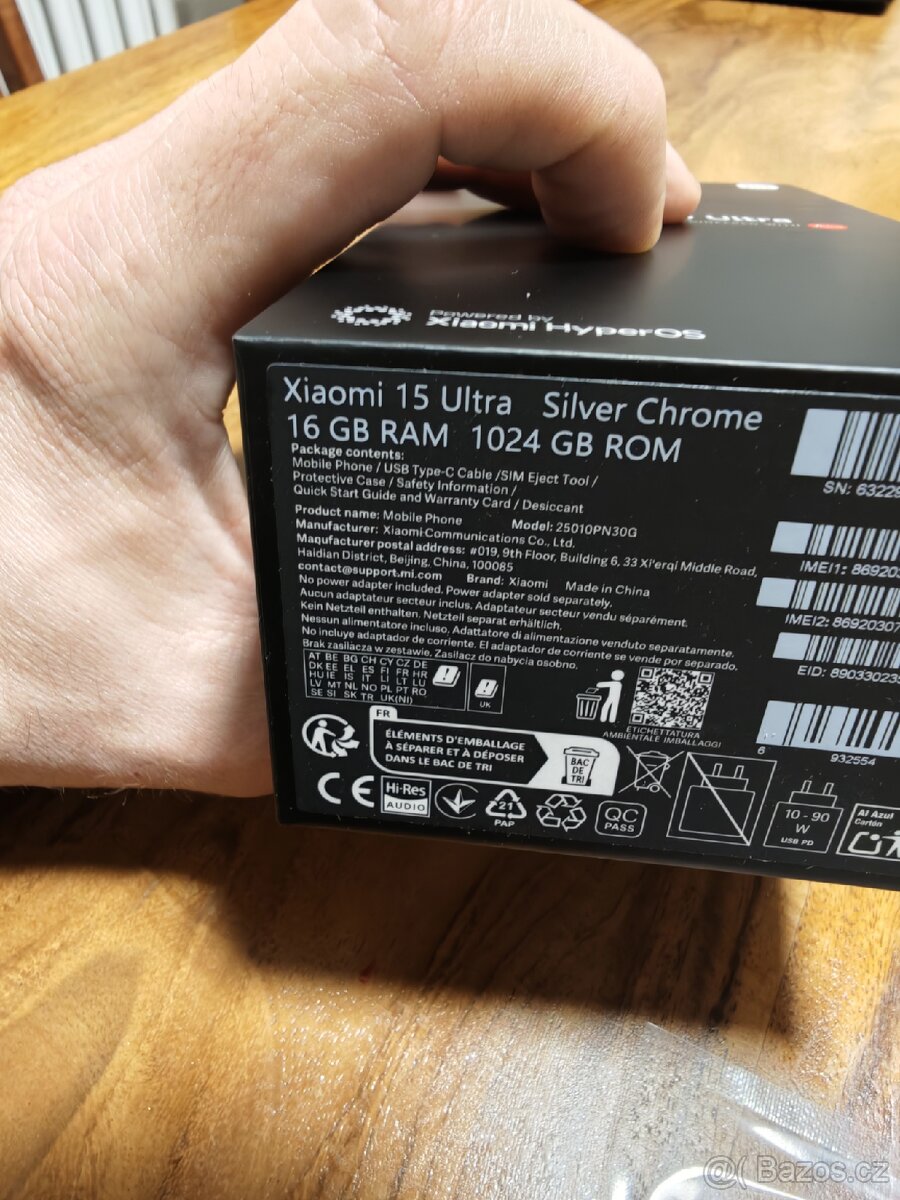 Ultra
Powered by
Xiaomi HyperOS
Xiaomi 15 Ultra Silver Chrome
16 GB RAM 1024 GB ROM
Package contents:
Mobile Phone / USB Type-C Cable /SIM Eject Tool /
Protective Case / Safety Information /
Quick Start Guide and Warranty Card / Desiccant
Product name: Mobile Phone Model: 25010PN30G
Manufacturer: Xiaomi Communications Co., Ltd.
Manufacturer postal address: #019, 9th Floor, Building 6, 33 Xi'erqi Middle Road,
Haidian District, Beijing, China, 100085
contact@support.mi.com Brand: Xiaomi Made in China
No power adapter included. Power adapter sold separately.
Aucun adaptateur secteur inclus. Adaptateur secteur vendu séparément.
Kein Netzteil enthalten. Netzteil separat erhältlich.
Nessun alimentatore incluso, Adattatore di alimentazione venduto separatamente.
No incluye adaptador de corriente. El adaptador de corriente se vende por separado.
Brak zasilacza w zestawie, Zasilacz do nabycia osobno.
AT BE BG CH CY CZ DE
DK EE EL ES FI FR HR
HU IE IS IT LI LT LU
LV MT NL NO PL PT RO
SE SI SK TR UK(NI)
UK
SN: 63229
IMEI1: 869203
IMEI2: 86920307
EID: 890330235
6 932554
ETICHETTATURA
AMBIENTALE IMBALLAGGI
FR
ÉLÉMENTS D'EMBALLAGE
À SÉPARER ET À DÉPOSER
DANS LE BAC DE TRI
BAC
DE
TRI
CE
Hi-Res
AUDIO
21
PAP
QC
PASS
10 - 90
W
USB PD
Al Azul
Cartón
@( Bazos.cz